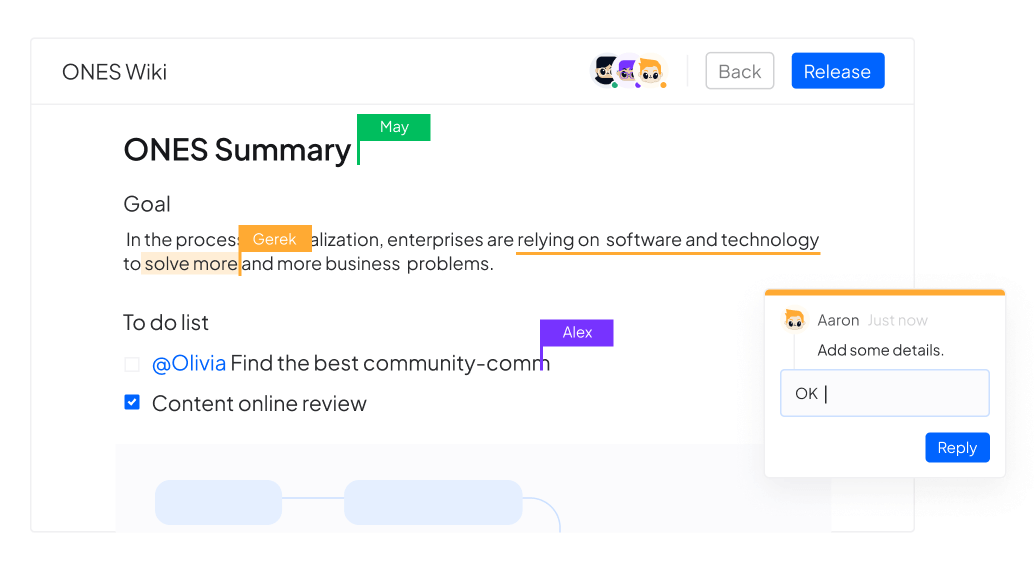 ONES Wiki
Back
Release
May
ONES Summary
Goal
In the proces Gerek alization, enterprises are relying on software and technology
to solve more and more business problems.
To do list
Alex
@Olivia Find the best community-comm
Content online review
Aaron Just now
Add some details.
OK
Reply